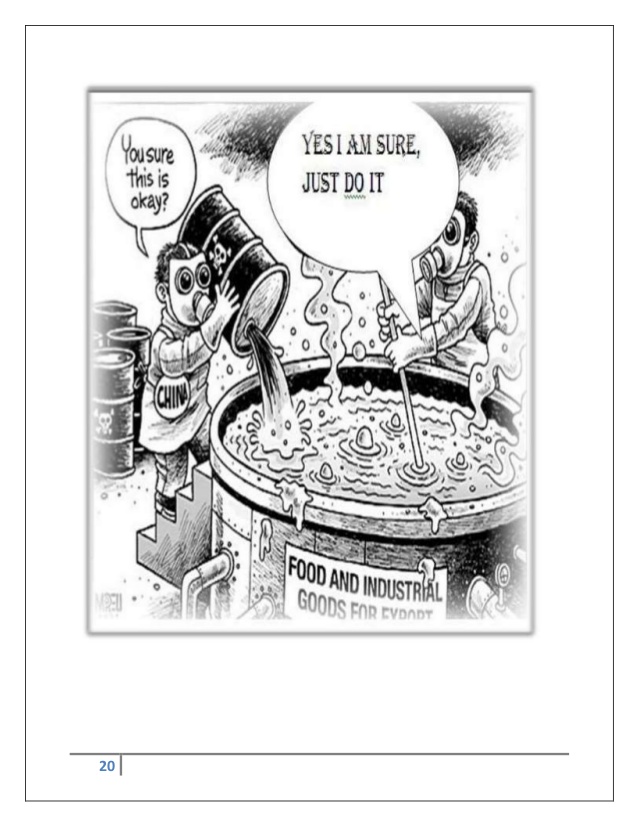 You sure
this is
okay?
YES I AM SURE,
JUST DO IT
CHINA
FOOD AND INDUSTRIAL
GOODS FOR EXPORT
20